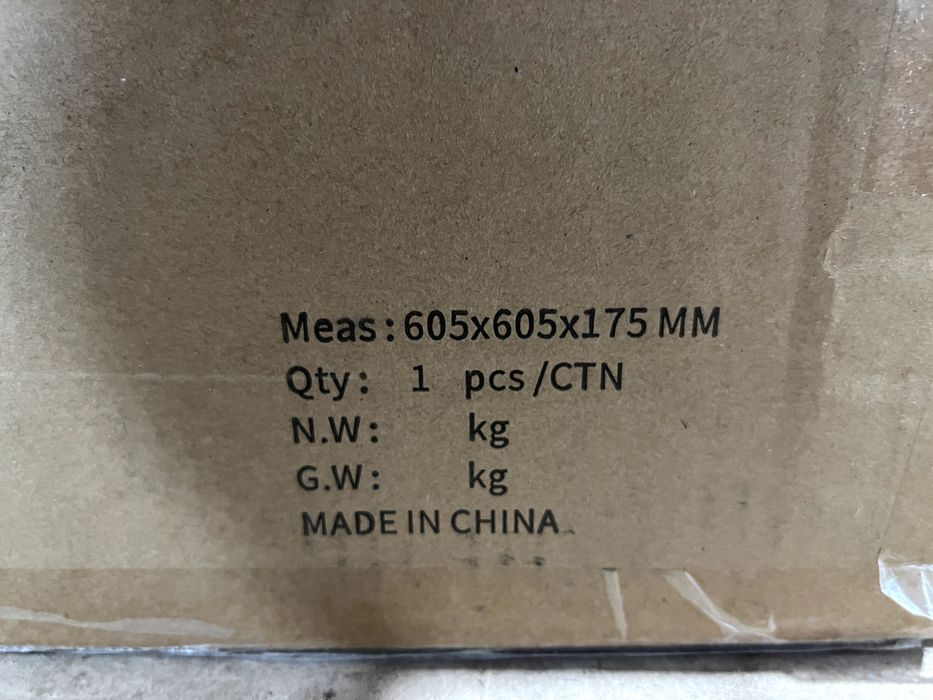 Meas:605x605x175 MM
Qty: 1 pcs/CTN
N.W: kg
G.W: kg
MADE IN CHINA